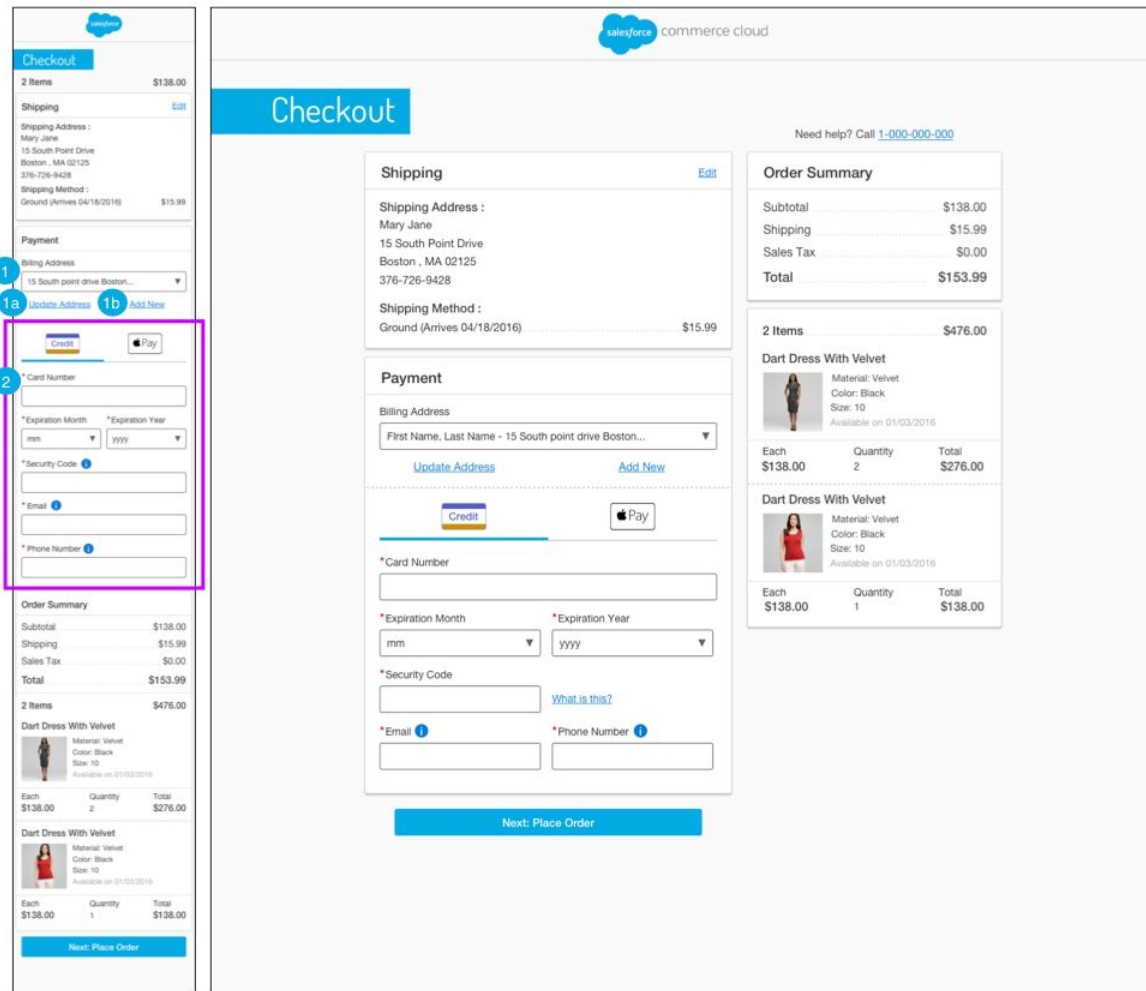 salesforce
Checkout
2 Items $138.00
Shipping Edit
Shipping Address :
Mary Jane
15 South Point Drive
Boston , MA 02125
376-726-9428
Shipping Method :
Ground (Arrives 04/18/2016) $15.99
Payment
Billing Address
1
15 South point drive Boston... ▼
1a Update Address 1b Add New
Credit Pay
2
* Card Number
*Expiration Month *Expiration Year
mm ▼ yyyy ▼
*Security Code i
* Email i
* Phone Number i
Order Summary
Subtotal $138.00
Shipping $15.99
Sales Tax $0.00
Total $153.99
2 Items $476.00
Dart Dress With Velvet
Material: Velvet
Color: Black
Size: 10
Available on 01/03/2016
Each Quantity Total
$138.00 2 $276.00
Dart Dress With Velvet
Material: Velvet
Color: Black
Size: 10
Available on 01/03/2016
Each Quantity Total
$138.00 1 $138.00
Next: Place Order
salesforce commerce cloud
Checkout
Need help? Call 1-000-000-000
Shipping Edit
Shipping Address :
Mary Jane
15 South Point Drive
Boston , MA 02125
376-726-9428
Shipping Method :
Ground (Arrives 04/18/2016) $15.99
Payment
Billing Address
First Name, Last Name - 15 South point drive Boston... ▼
Update Address Add New
Credit Pay
*Card Number
*Expiration Month *Expiration Year
mm ▼ yyyy ▼
*Security Code
What is this?
*Email i *Phone Number i
Next: Place Order
Order Summary
Subtotal $138.00
Shipping $15.99
Sales Tax $0.00
Total $153.99
2 Items $476.00
Dart Dress With Velvet
Material: Velvet
Color: Black
Size: 10
Available on 01/03/2016
Each Quantity Total
$138.00 2 $276.00
Dart Dress With Velvet
Material: Velvet
Color: Black
Size: 10
Available on 01/03/2016
Each Quantity Total
$138.00 1 $138.00